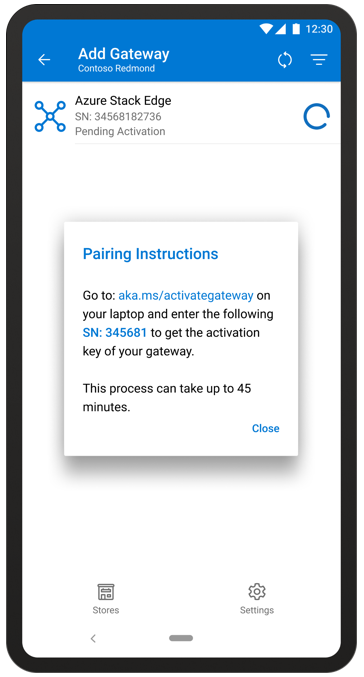 12:30
Add Gateway
Contoso Redmond
Azure Stack Edge
SN: 34568182736
Pending Activation
Pairing Instructions
Go to: aka.ms/activategateway on
your laptop and enter the following
SN: 345681 to get the activation
key of your gateway.
This process can take up to 45
minutes.
Close
Stores
Settings